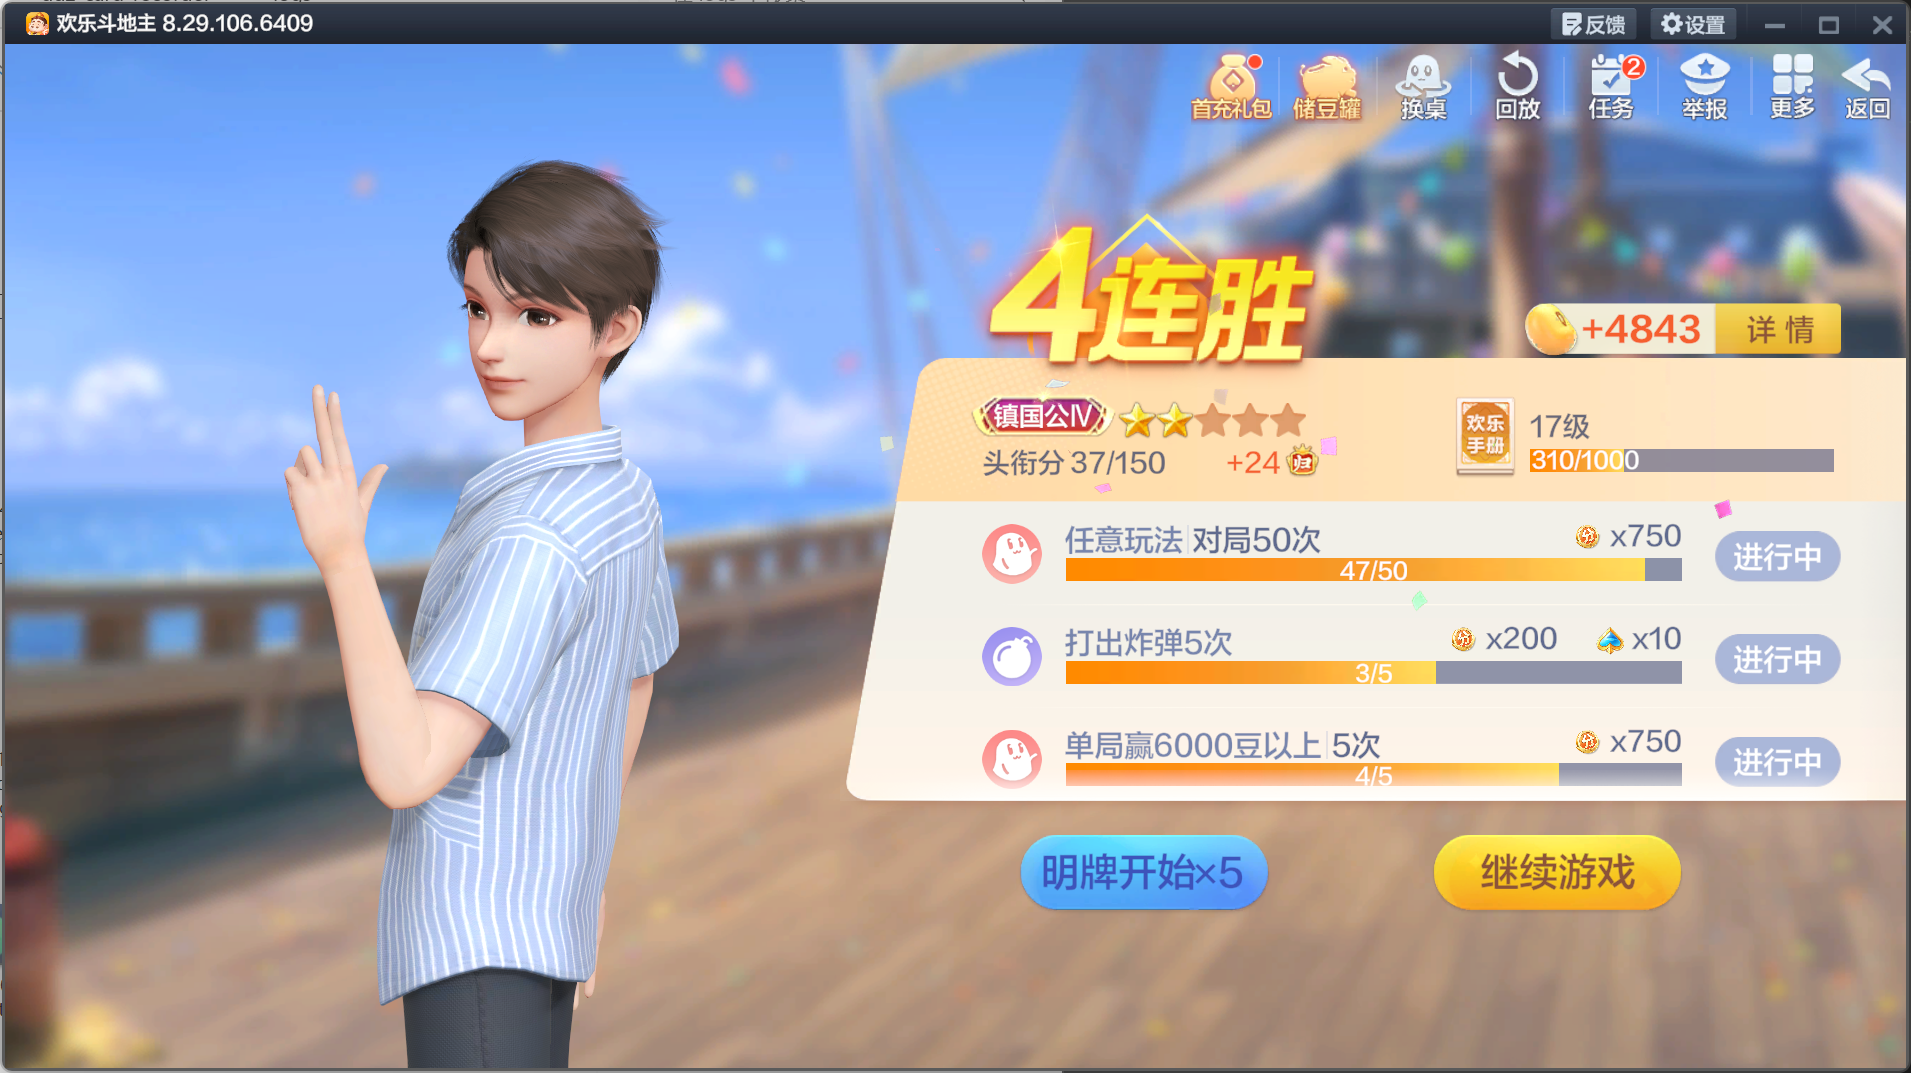 欢乐斗地主 8.29.106.6409
反馈
设置
首充礼包
储豆罐
换桌
回放
2
任务
举报
更多
返回
4连胜
+4843
详情
镇国公Ⅳ
头衔分 37/150
+24
归
欢乐
手册
17级
310/1000
任意玩法 对局50次
x750
47/50
进行中
打出炸弹5次
x200
x10
3/5
进行中
单局赢6000豆以上 5次
x750
4/5
进行中
明牌开始×5
继续游戏